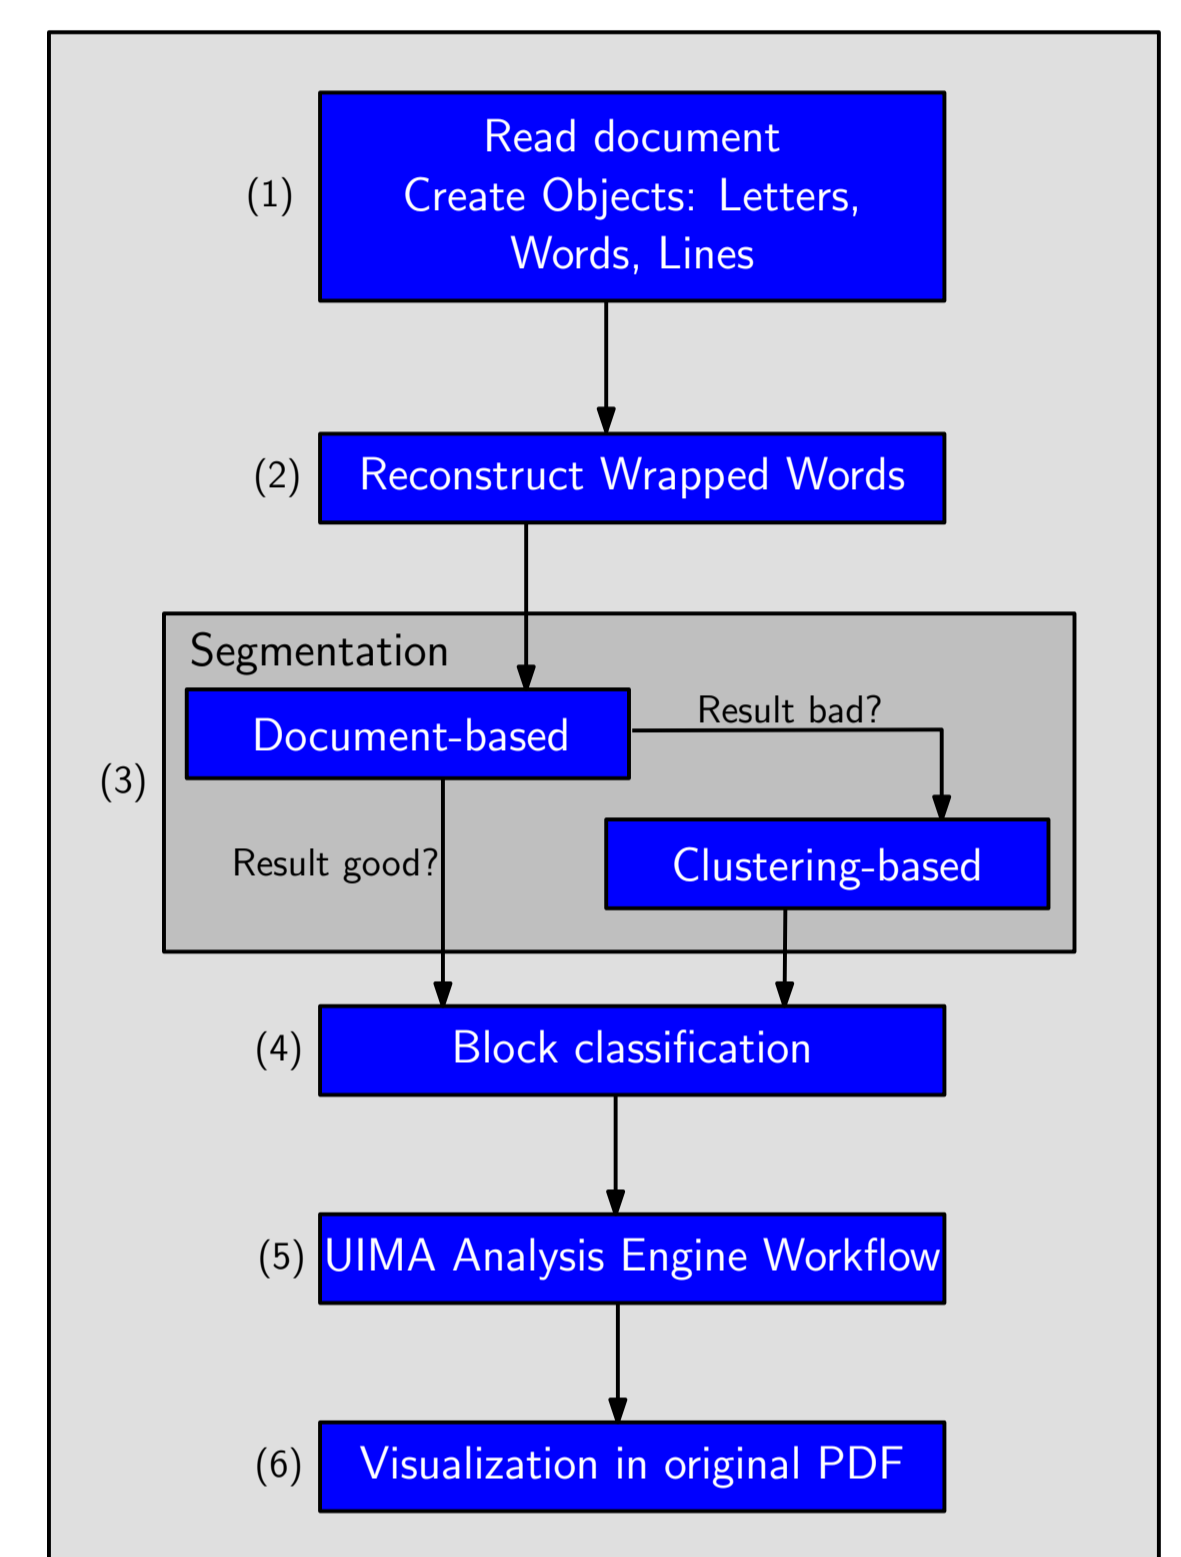 Read document
(1)
Create Objects: Letters,
Words, Lines
(2)
Reconstruct Wrapped Words
Segmentation
Document-based
Result bad?
(3)
Result good?
Clustering-based
(4)
Block classification
(5)
UIMA Analysis Engine Workflow
(6)
Visualization in original PDF